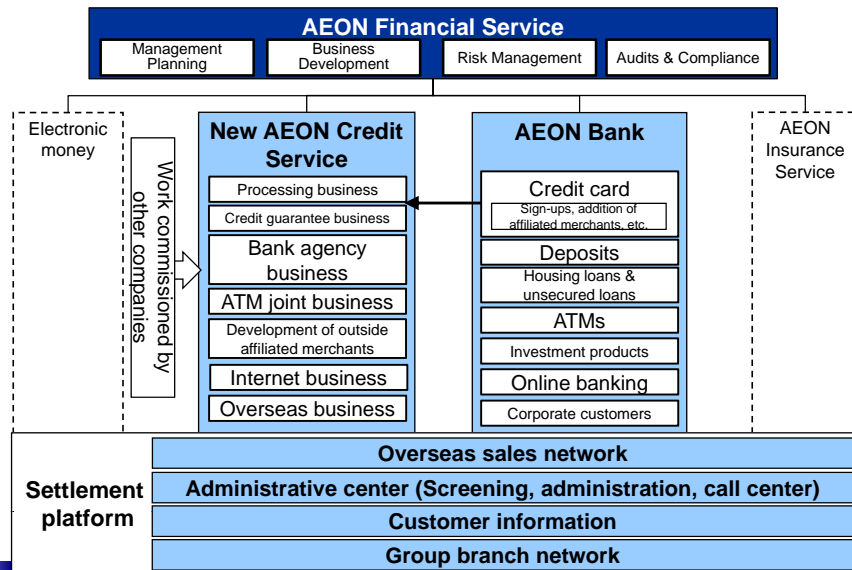 AEON Financial Service
Management
Planning
Business
Development
Risk Management
Audits & Compliance
Electronic
money
Work commissioned by
other companies
New AEON Credit
Service
Processing business
Credit guarantee business
Bank agency
business
ATM joint business
Development of outside
affiliated merchants
Internet business
Overseas business
AEON Bank
Credit card
Sign-ups, addition of
affiliated merchants, etc.
Deposits
Housing loans &
unsecured loans
ATMs
Investment products
Online banking
Corporate customers
AEON
Insurance
Service
Settlement
platform
Overseas sales network
Administrative center (Screening, administration, call center)
Customer information
Group branch network